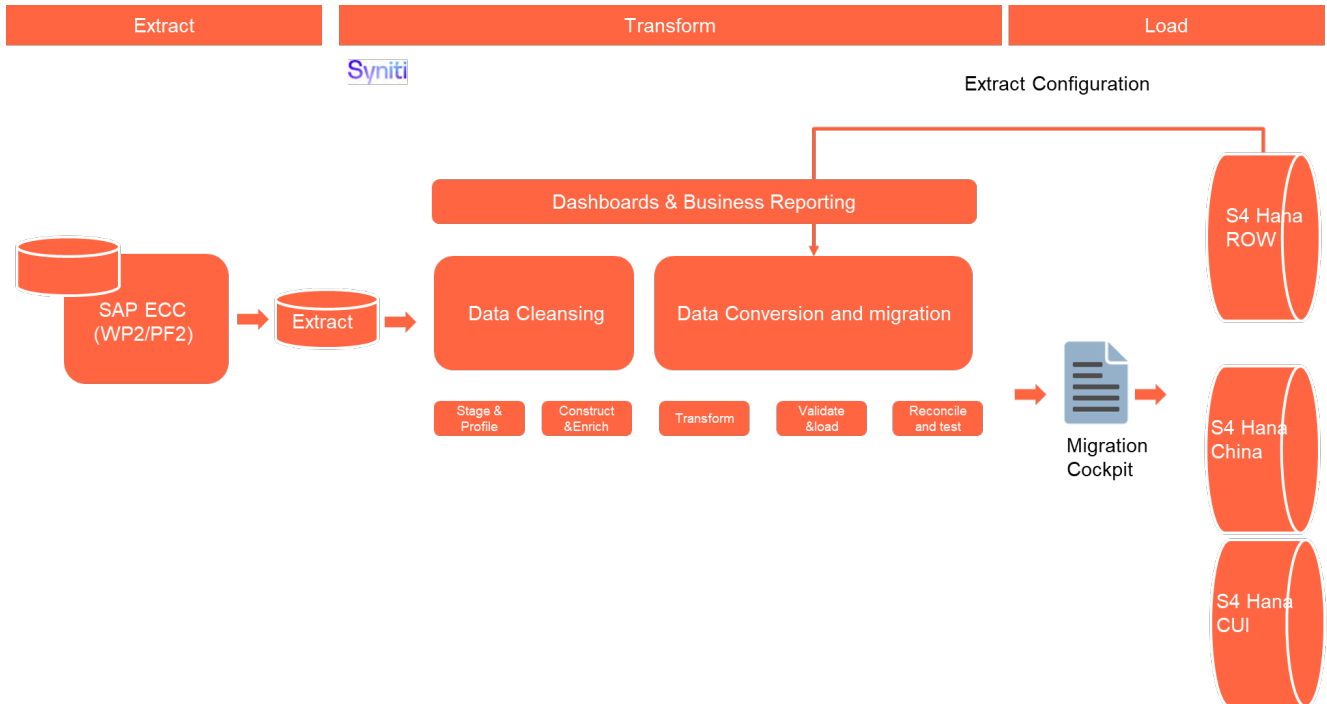 Extract
Transform
Load
Syniti
Extract Configuration
Dashboards & Business Reporting
S4 Hana
ROW
SAP ECC
(WP2/PF2)
Extract
Data Cleansing
Data Conversion and migration
Stage &
Profile
Construct
&Enrich
Transform
Validate
&load
Reconcile
and test
Migration
Cockpit
S4 Hana
China
S4 Hana
CUI